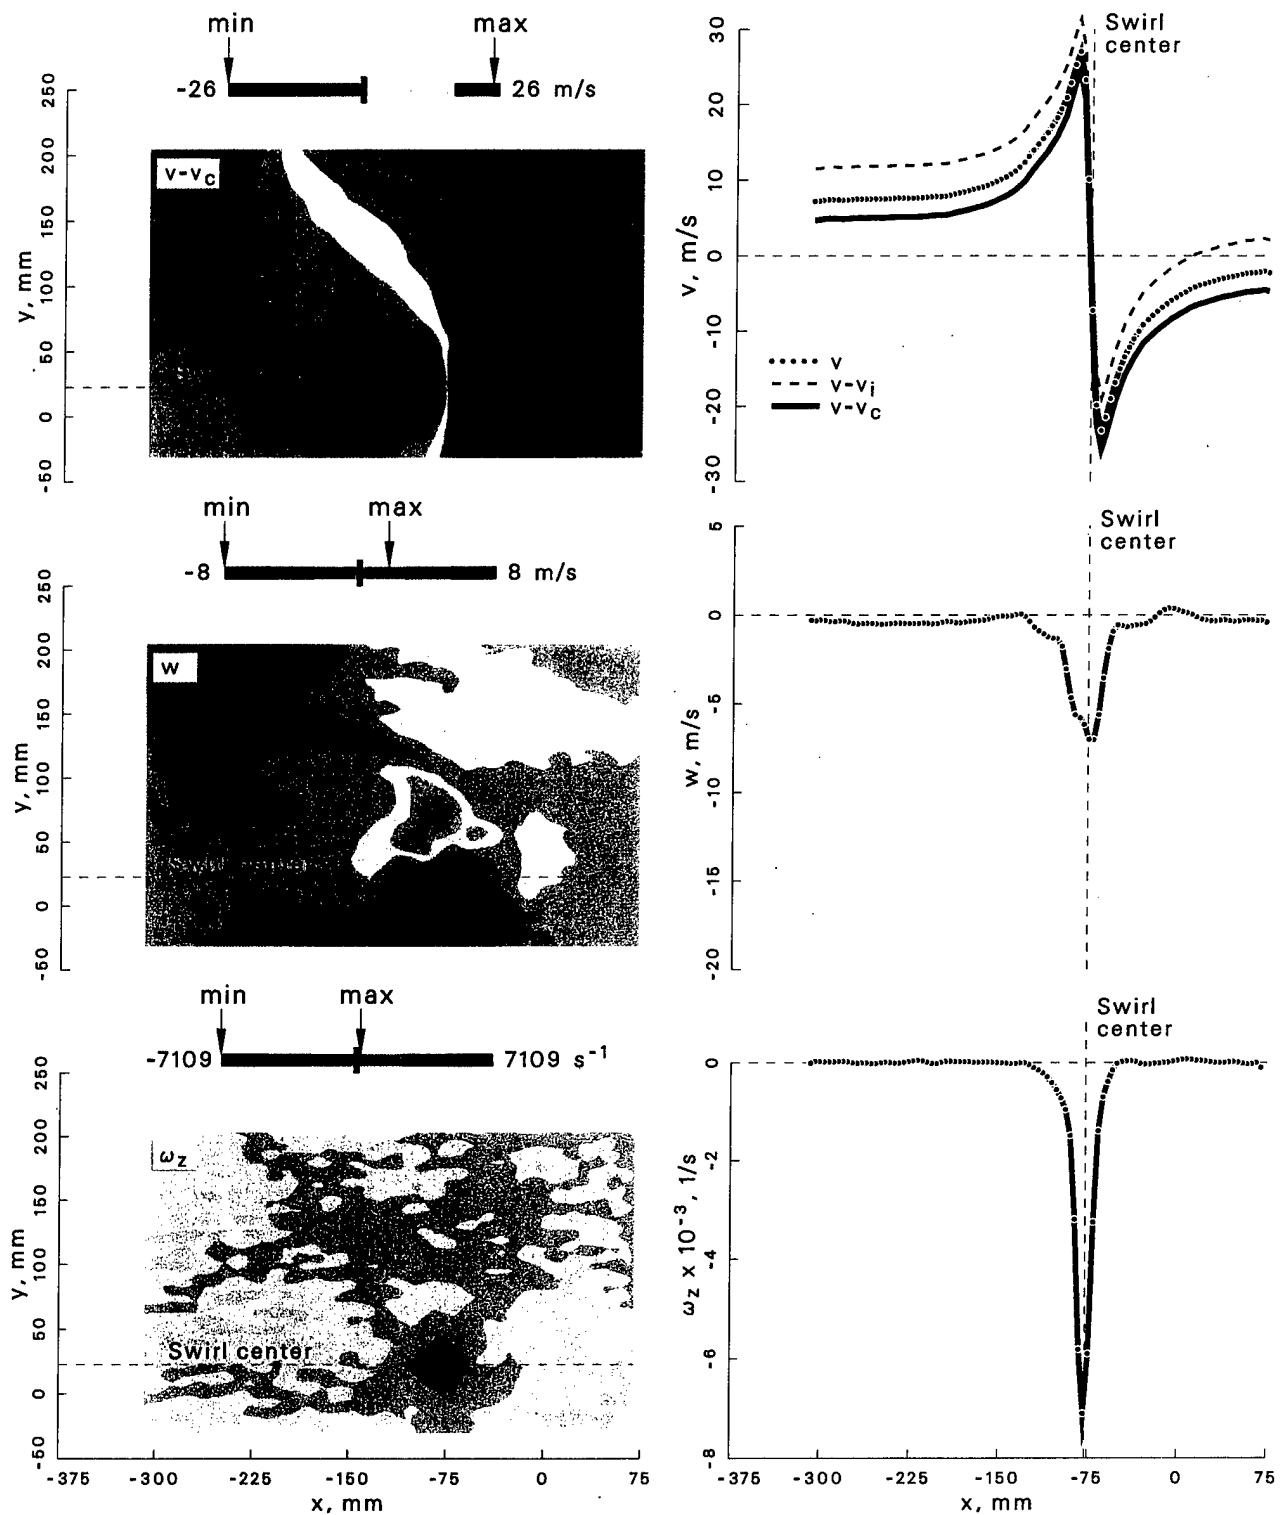 min max
-26 26 m/s
250
200
150
100
50
0
-50
y, mm
v-vc
min max
-8 8 m/s
250
200
150
100
50
0
-50
y, mm
w
Swirl center
min max
-7109 7109 s-1
250
200
150
100
50
0
-50
y, mm
ωz
Swirl center
-375 -300 -225 -150 -75 0 75
x, mm
30
20
10
0
-10
-20
-30
v, m/s
Swirl
center
v
v-vi
v-vc
5
0
-5
-10
-15
-20
w, m/s
Swirl
center
0
-2
-4
-6
-8
ωz x 10-3, 1/s
Swirl
center
-375 -300 -225 -150 -75 0 75
x, mm